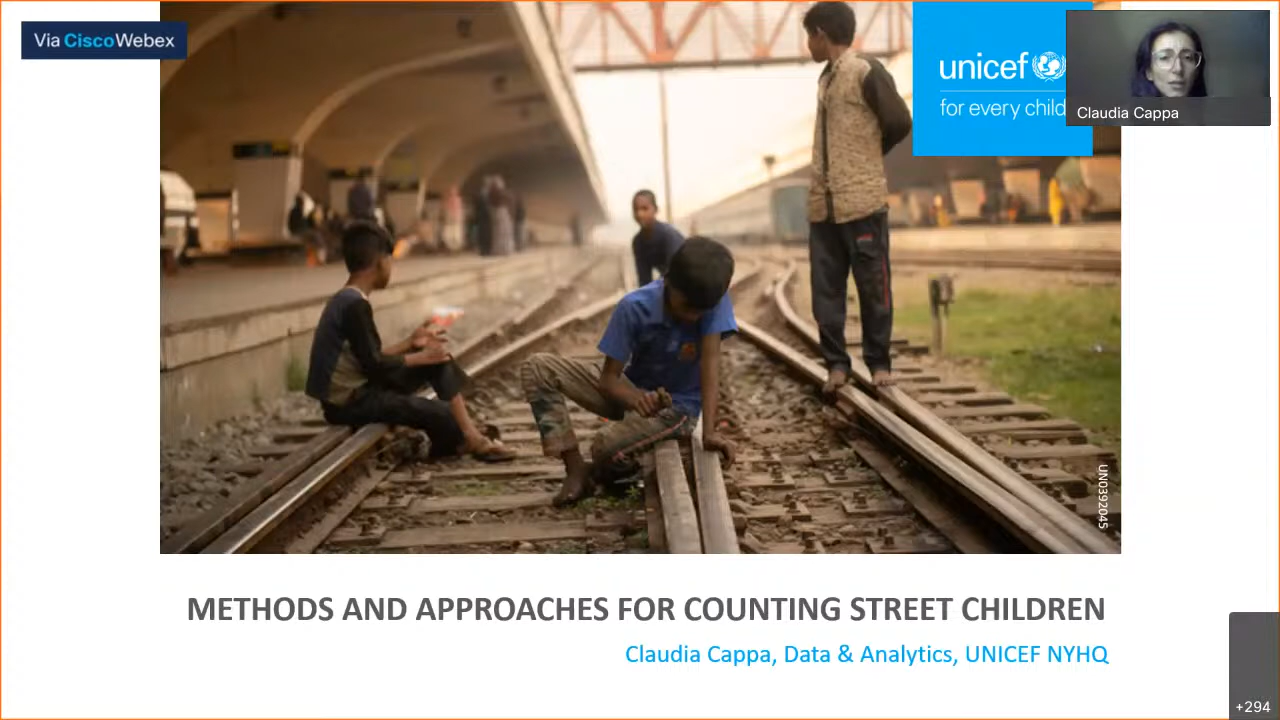 Via CiscoWebex
unicef
for every child
Claudia Cappa
UN0392045
METHODS AND APPROACHES FOR COUNTING STREET CHILDREN
Claudia Cappa, Data & Analytics, UNICEF NYHQ
+294